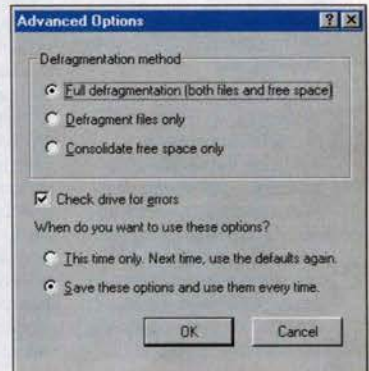 Advanced Options
Defragmentation method
Full defragmentation (both files and free space)
Defragment files only
Consolidate free space only
Check drive for errors
When do you want to use these options?
This time only. Next time, use the defaults again.
Save these options and use them every time.
OK
Cancel